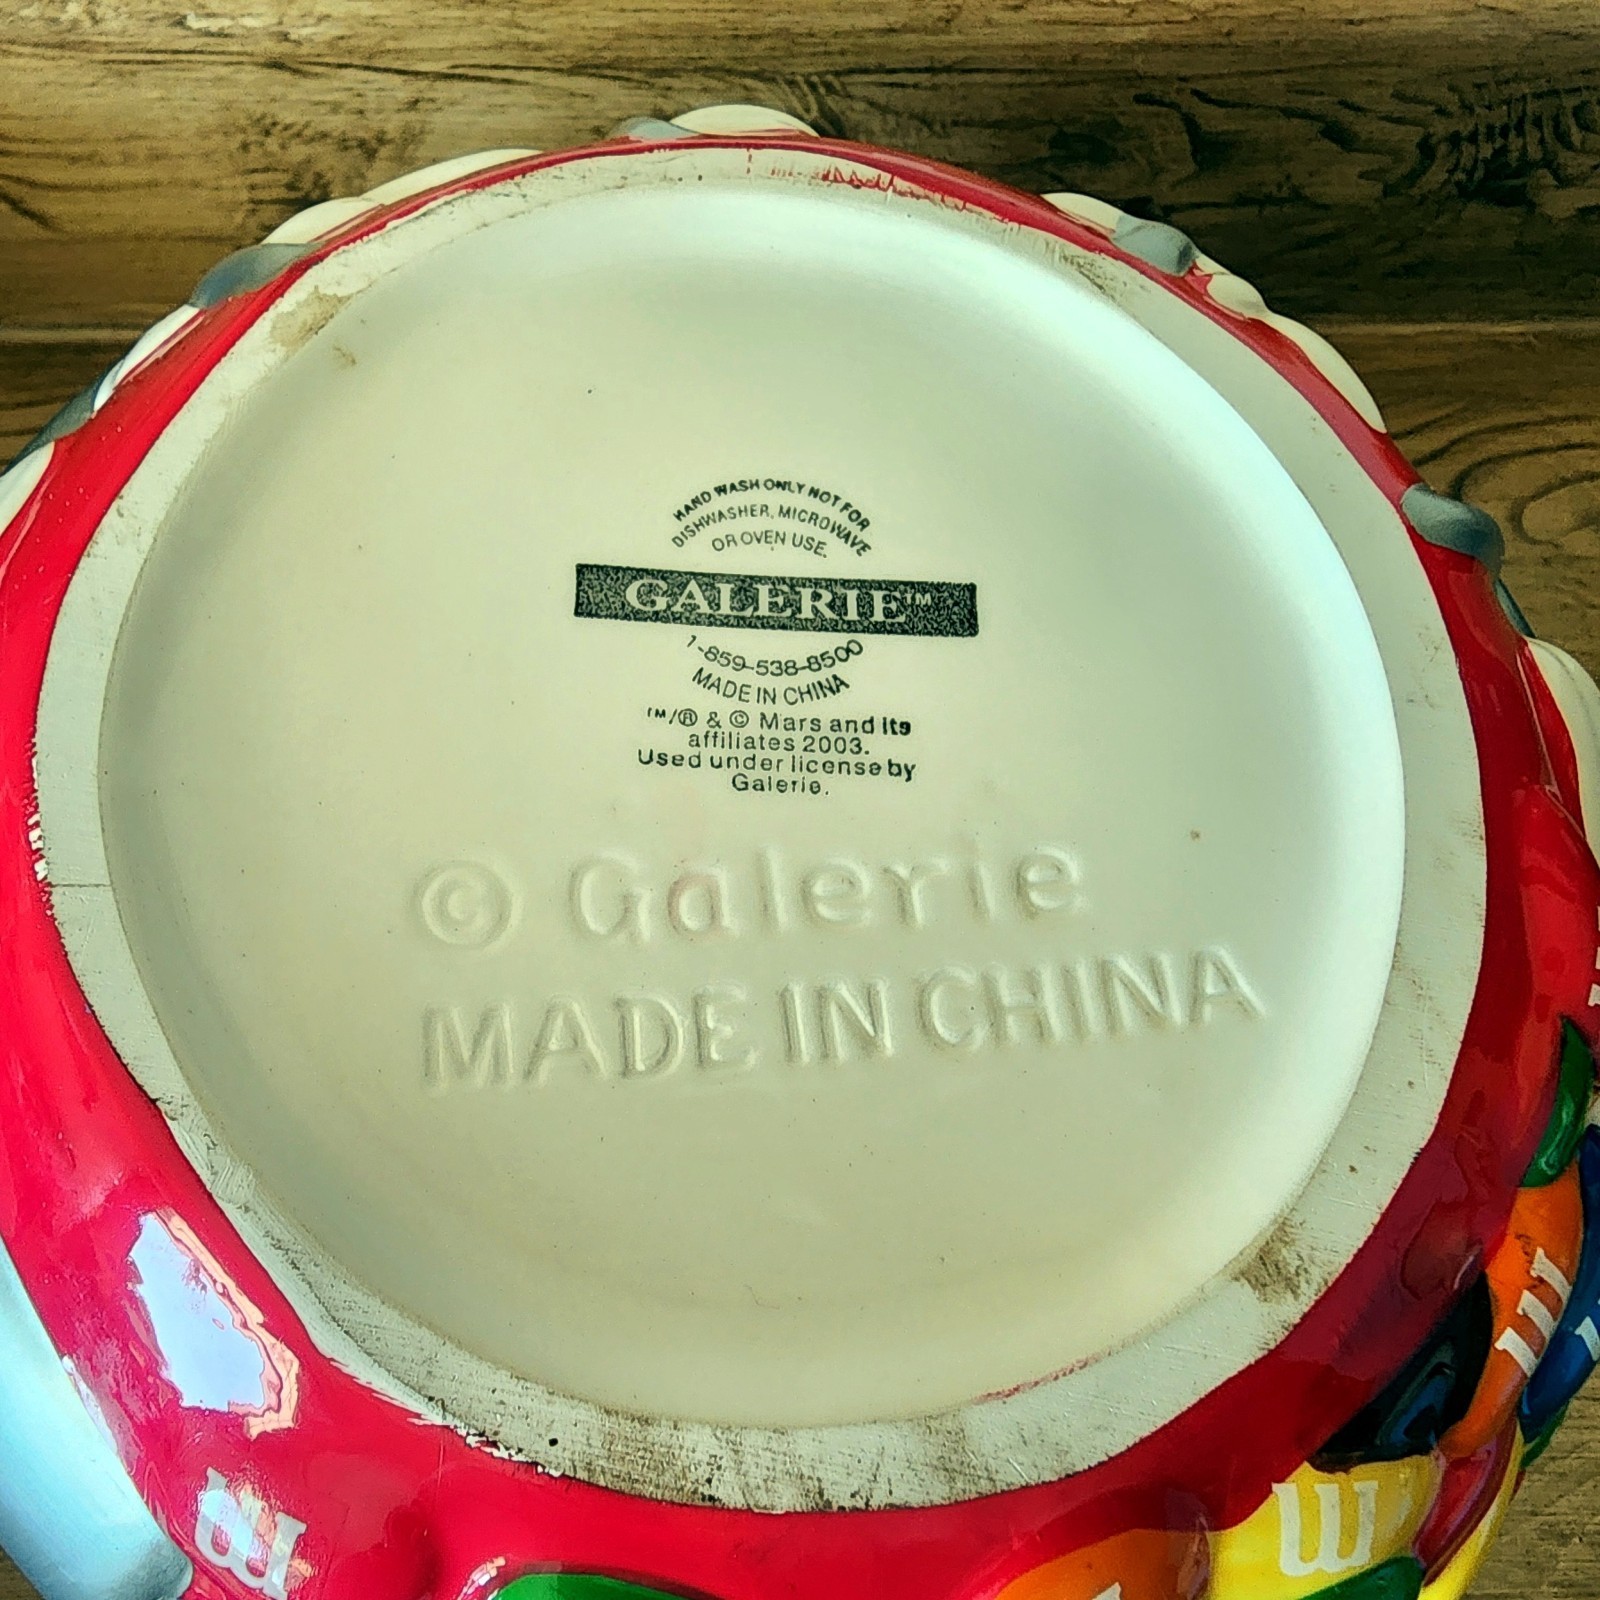 HAND WASH ONLY NOT FOR
DISHWASHER, MICROWAVE
OR OVEN USE.
GALERIE™
1-859-538-8500
MADE IN CHINA
™/® & © Mars and its
affiliates 2003.
Used under license by
Galerie.
© Galerie
MADE IN CHINA
m
m
m